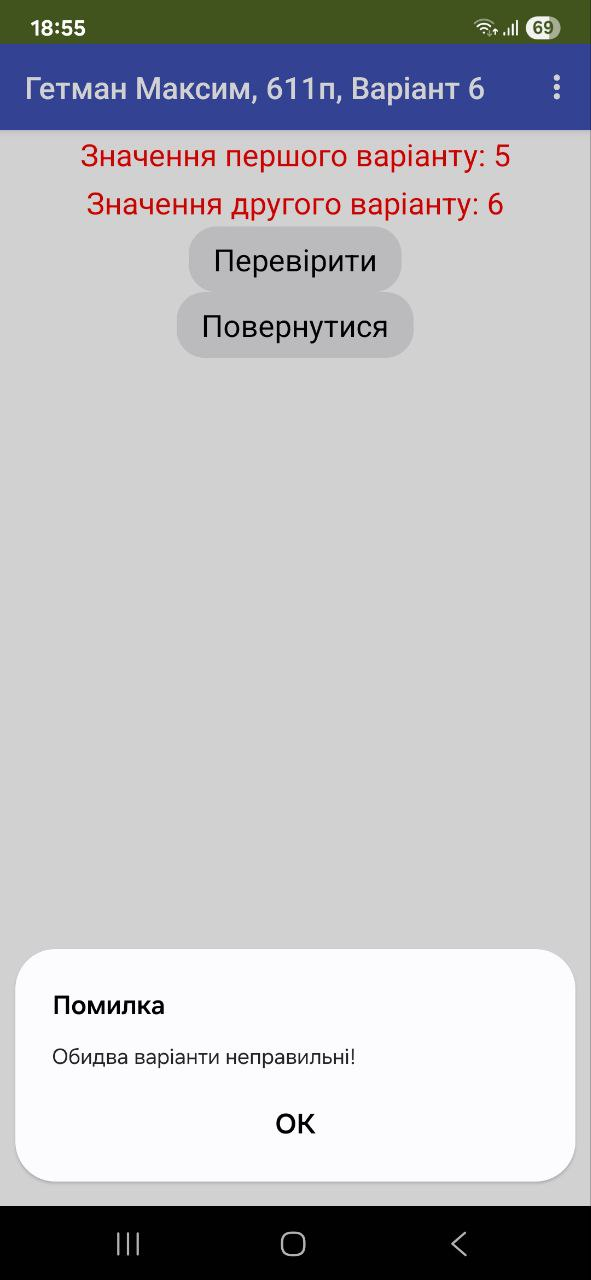 18:55
69
Гетман Максим, 611п, Варіант 6
Значення першого варіанту: 5
Значення другого варіанту: 6
Перевірити
Повернутися
Помилка
Обидва варіанти неправильні!
ОК